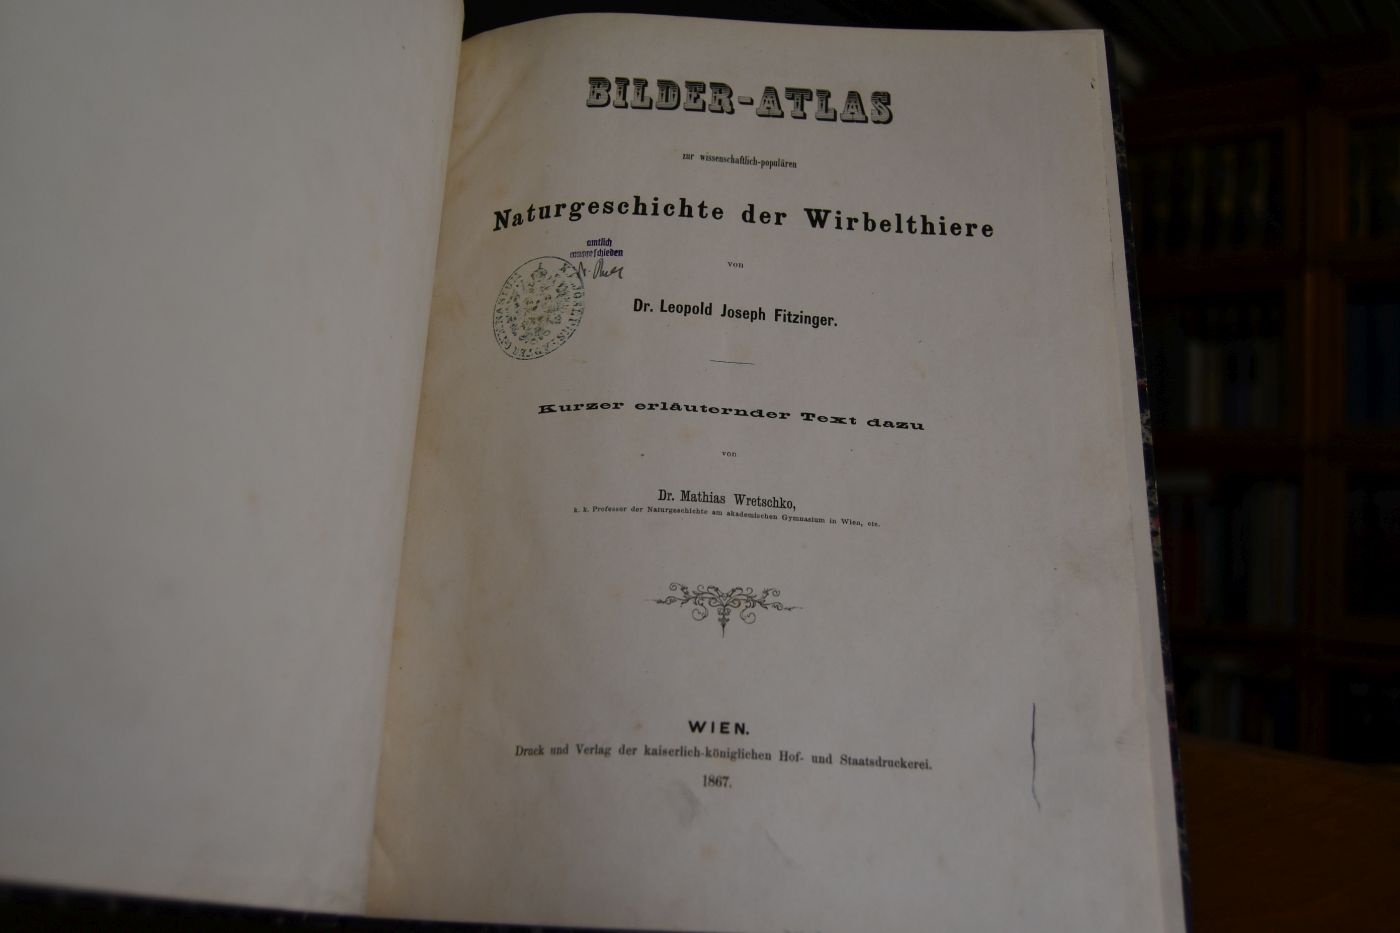 BILDER-ATLAS
zur wissenschaftlich-populären
Naturgeschichte der Wirbelthiere
amtlich
ausgeschieden
von
Dr. Leopold Joseph Fitzinger.
Kurzer erläuternder Text dazu
von
Dr. Mathias Wretschko,
k. k. Professor der Naturgeschichte am akademischen Gymnasium in Wien, etc.
WIEN.
Druck und Verlag der kaiserlich-königlichen Hof- und Staatsdruckerei.
1867.